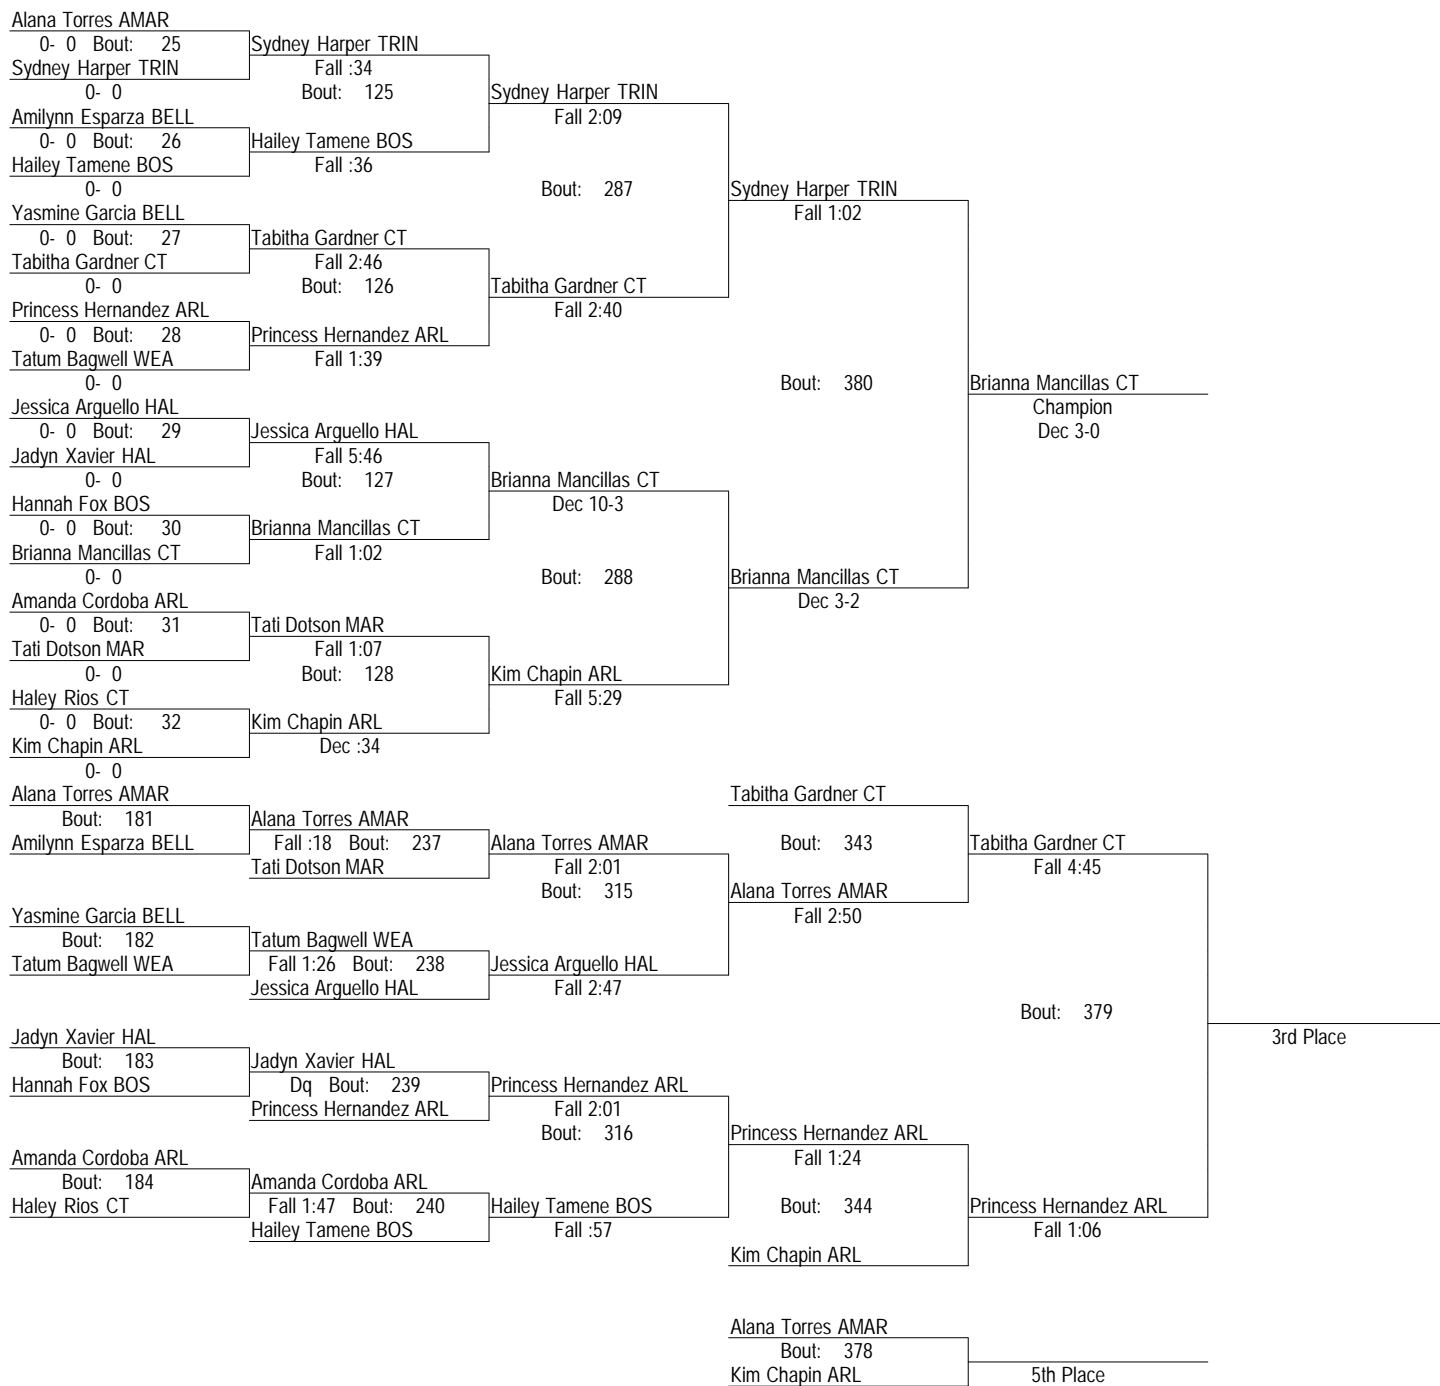 Alana Torres AMAR
0- 0 Bout: 25 Sydney Harper TRIN
Sydney Harper TRIN Fall :34
0- 0 Bout: 125 Sydney Harper TRIN
Amilynn Esparza BELL Fall 2:09
0- 0 Bout: 26 Hailey Tamene BOS
Hailey Tamene BOS Fall :36
0- 0 Bout: 287 Sydney Harper TRIN
Yasmine Garcia BELL Fall 1:02
0- 0 Bout: 27 Tabitha Gardner CT
Tabitha Gardner CT Fall 2:46
0- 0 Bout: 126 Tabitha Gardner CT
Princess Hernandez ARL Fall 2:40
0- 0 Bout: 28 Princess Hernandez ARL
Tatum Bagwell WEA Fall 1:39
0- 0 Bout: 380 Brianna Mancillas CT
Jessica Arguello HAL Champion
0- 0 Bout: 29 Jessica Arguello HAL Dec 3-0
Jadyn Xavier HAL Fall 5:46
0- 0 Bout: 127 Brianna Mancillas CT
Hannah Fox BOS Dec 10-3
0- 0 Bout: 30 Brianna Mancillas CT
Brianna Mancillas CT Fall 1:02
0- 0 Bout: 288 Brianna Mancillas CT
Amanda Cordoba ARL Dec 3-2
0- 0 Bout: 31 Tati Dotson MAR
Tati Dotson MAR Fall 1:07
0- 0 Bout: 128 Kim Chapin ARL
Haley Rios CT Fall 5:29
0- 0 Bout: 32 Kim Chapin ARL
Kim Chapin ARL Dec :34
0- 0
Alana Torres AMAR Tabitha Gardner CT
Bout: 181 Alana Torres AMAR
Amilynn Esparza BELL Fall :18 Bout: 237 Alana Torres AMAR Bout: 343 Tabitha Gardner CT
Tati Dotson MAR Fall 2:01 Fall 4:45
Bout: 315 Alana Torres AMAR
Yasmine Garcia BELL Fall 2:50
Bout: 182 Tatum Bagwell WEA
Tatum Bagwell WEA Fall 1:26 Bout: 238 Jessica Arguello HAL
Jessica Arguello HAL Fall 2:47
Bout: 379
Jadyn Xavier HAL 3rd Place
Bout: 183 Jadyn Xavier HAL
Hannah Fox BOS Dq Bout: 239 Princess Hernandez ARL
Princess Hernandez ARL Fall 2:01
Bout: 316 Princess Hernandez ARL
Amanda Cordoba ARL Fall 1:24
Bout: 184 Amanda Cordoba ARL
Haley Rios CT Fall 1:47 Bout: 240 Hailey Tamene BOS Bout: 344 Princess Hernandez ARL
Hailey Tamene BOS Fall :57 Fall 1:06
Kim Chapin ARL
Alana Torres AMAR
Bout: 378
Kim Chapin ARL 5th Place